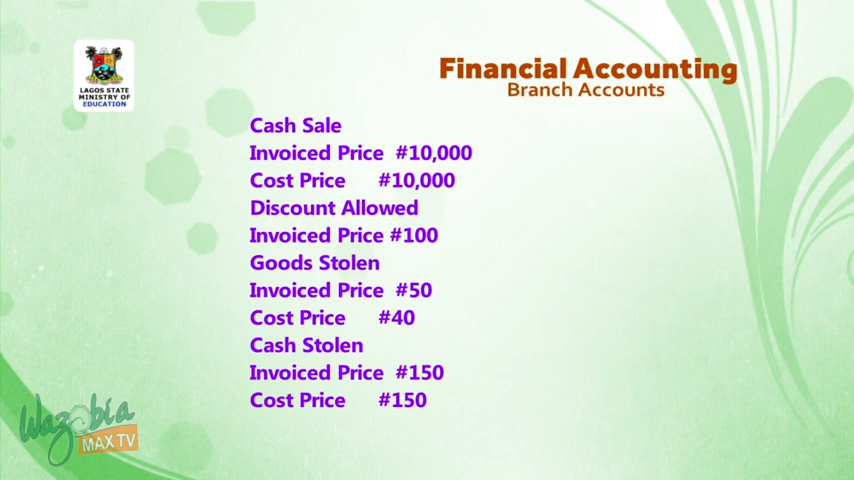 LAGOS STATE
MINISTRY OF
EDUCATION
Financial Accounting
Branch Accounts
Cash Sale
Invoiced Price #10,000
Cost Price #10,000
Discount Allowed
Invoiced Price #100
Goods Stolen
Invoiced Price #50
Cost Price #40
Cash Stolen
Invoiced Price #150
Cost Price #150
Wazobia
MAX TV